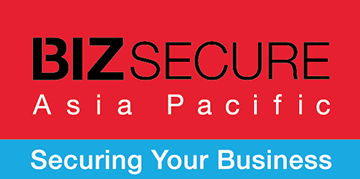 BIZSECURE
Asia Pacific
Securing Your Business